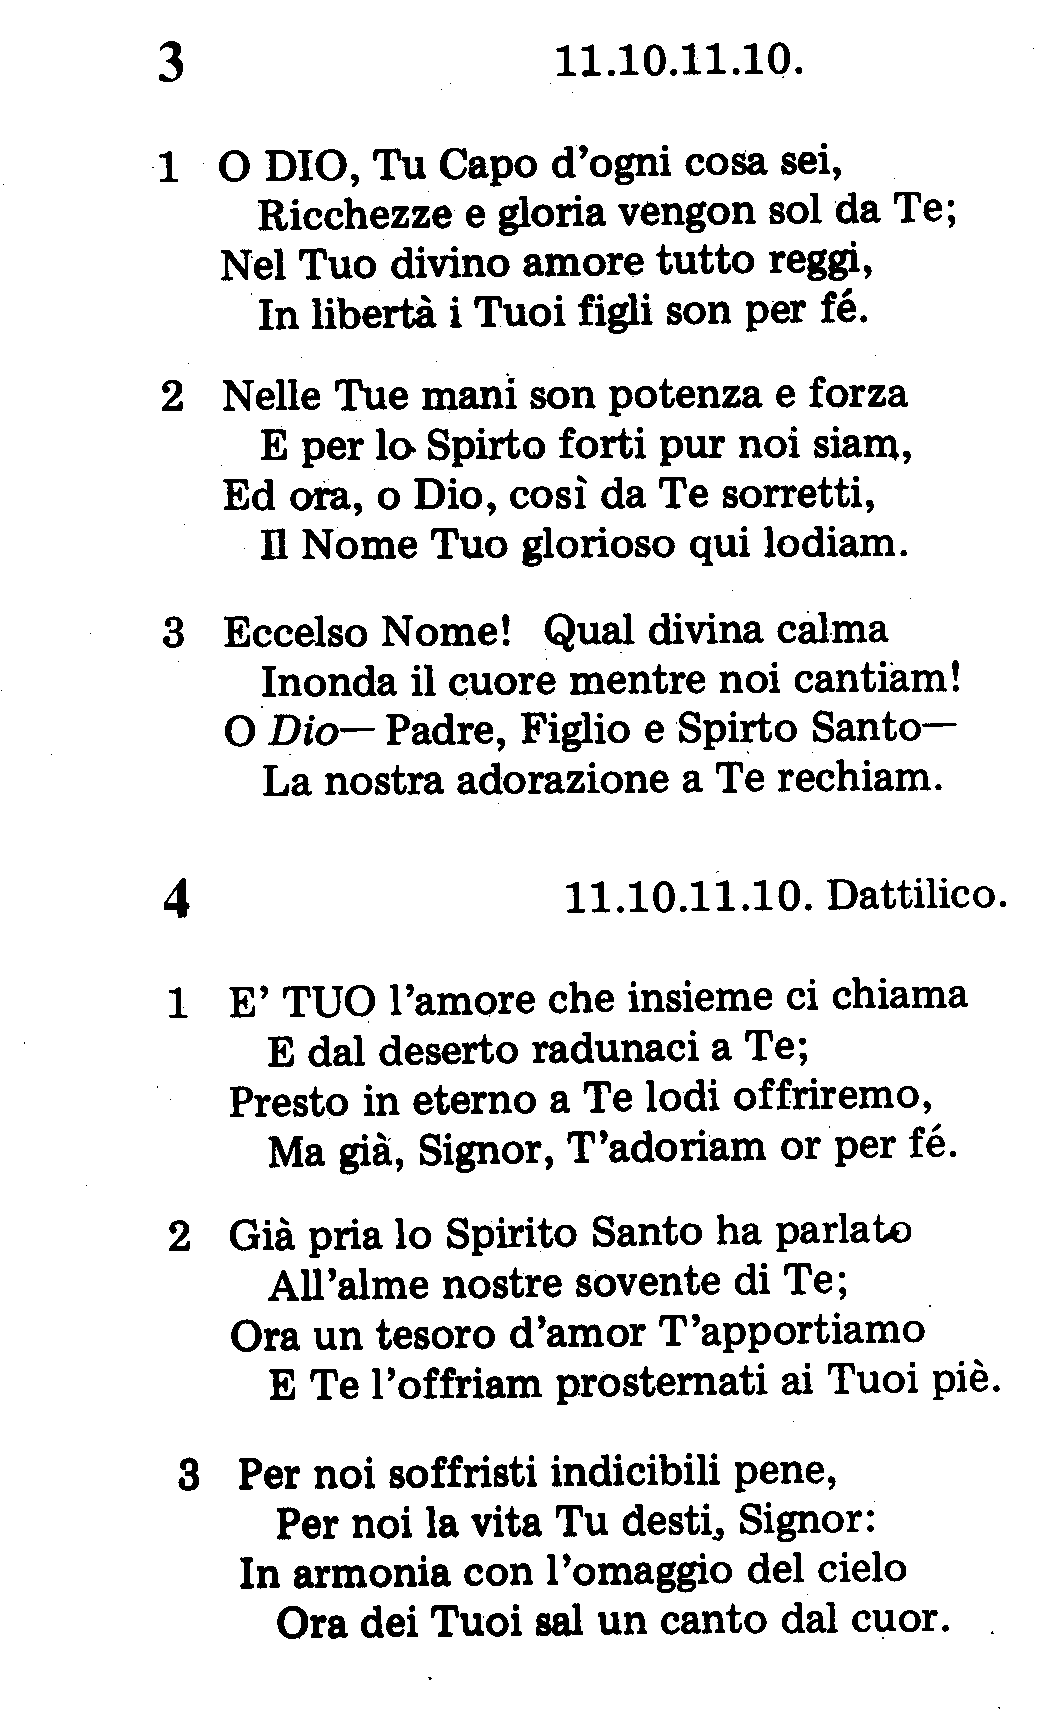 3 11.10.11.10.
1 O DIO, Tu Capo d'ogni cosa sei,
Ricchezze e gloria vengon sol da Te;
Nel Tuo divino amore tutto reggi,
In libertà i Tuoi figli son per fé.
2 Nelle Tue mani son potenza e forza
E per lo Spirto forti pur noi siam,
Ed ora, o Dio, così da Te sorretti,
Il Nome Tuo glorioso qui lodiam.
3 Eccelso Nome! Qual divina calma
Inonda il cuore mentre noi cantiam!
O Dio— Padre, Figlio e Spirto Santo—
La nostra adorazione a Te rechiam.
4 11.10.11.10. Dattilico.
1 E' TUO l'amore che insieme ci chiama
E dal deserto radunaci a Te;
Presto in eterno a Te lodi offriremo,
Ma già, Signor, T'adoriam or per fé.
2 Già pria lo Spirito Santo ha parlato
All'alme nostre sovente di Te;
Ora un tesoro d'amor T'apportiamo
E Te l'offriam prosternati ai Tuoi piè.
3 Per noi soffristi indicibili pene,
Per noi la vita Tu desti, Signor:
In armonia con l'omaggio del cielo
Ora dei Tuoi sal un canto dal cuor.